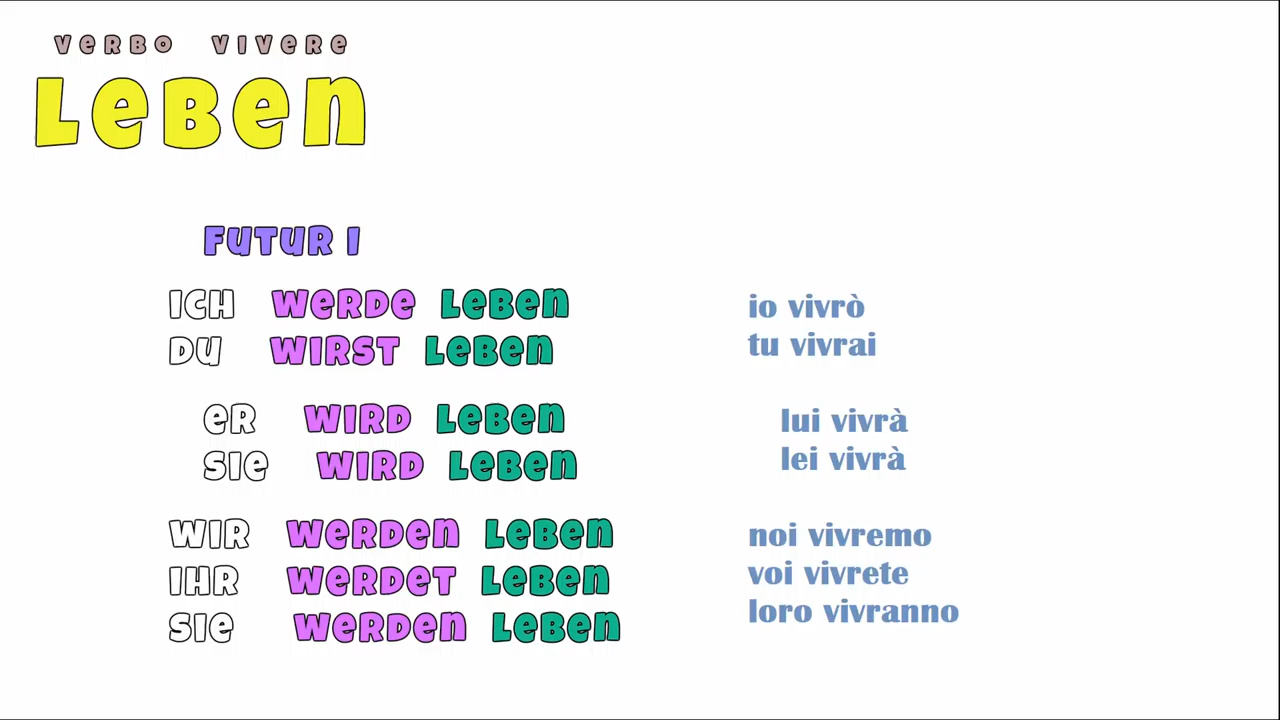 VERBO VIVERE
LEBEN
FUTUR I
ICH WERDE LEBEN
io vivrò
DU WIRST LEBEN
tu vivrai
ER WIRD LEBEN
lui vivrà
SIE WIRD LEBEN
lei vivrà
WIR WERDEN LEBEN
noi vivremo
IHR WERDET LEBEN
voi vivrete
SIE WERDEN LEBEN
loro vivranno